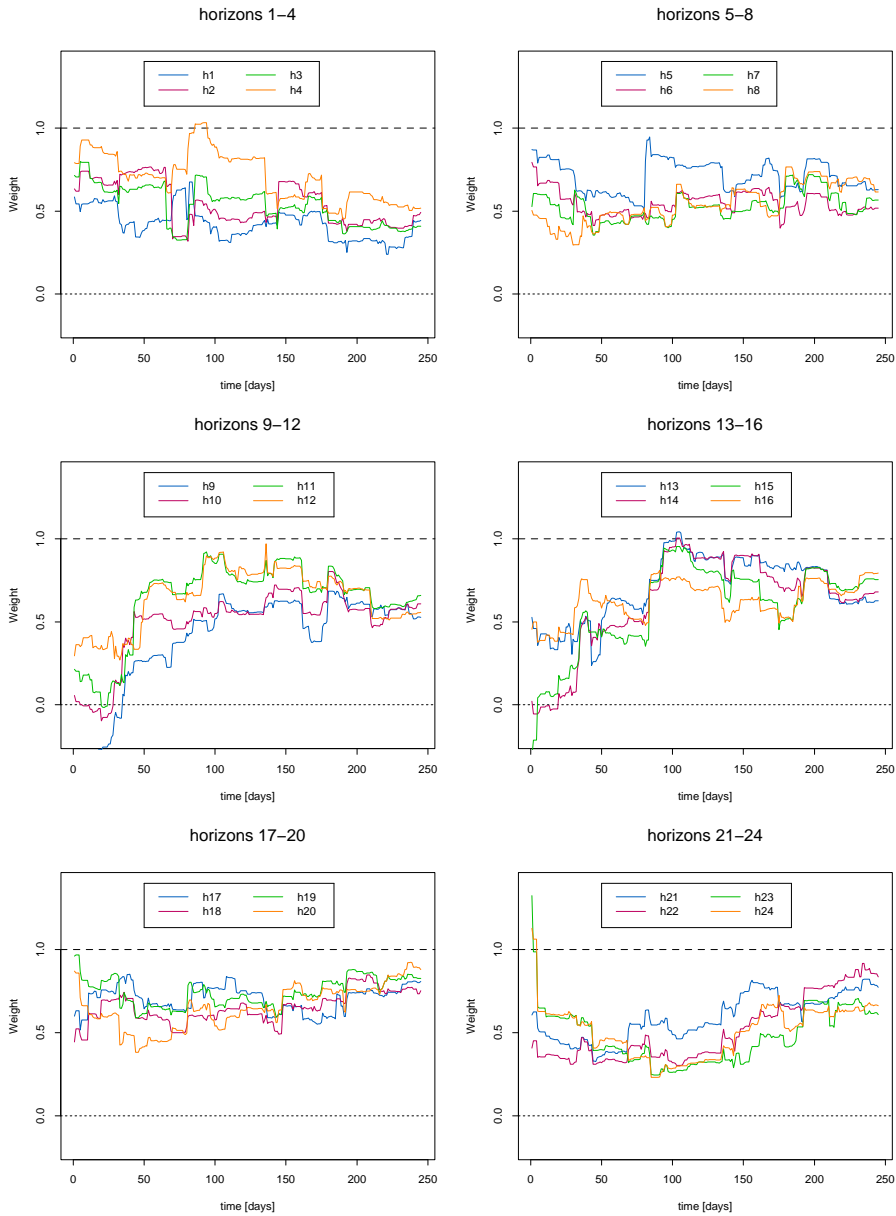 horizons 1−4
h1 h3
h2 h4
Weight
1.0
0.5
0.0
0 50 100 150 200 250
time [days]
horizons 5−8
h5 h7
h6 h8
Weight
1.0
0.5
0.0
0 50 100 150 200 250
time [days]
horizons 9−12
h9 h11
h10 h12
Weight
1.0
0.5
0.0
0 50 100 150 200 250
time [days]
horizons 13−16
h13 h15
h14 h16
Weight
1.0
0.5
0.0
0 50 100 150 200 250
time [days]
horizons 17−20
h17 h19
h18 h20
Weight
1.0
0.5
0.0
0 50 100 150 200 250
time [days]
horizons 21−24
h21 h23
h22 h24
Weight
1.0
0.5
0.0
0 50 100 150 200 250
time [days]